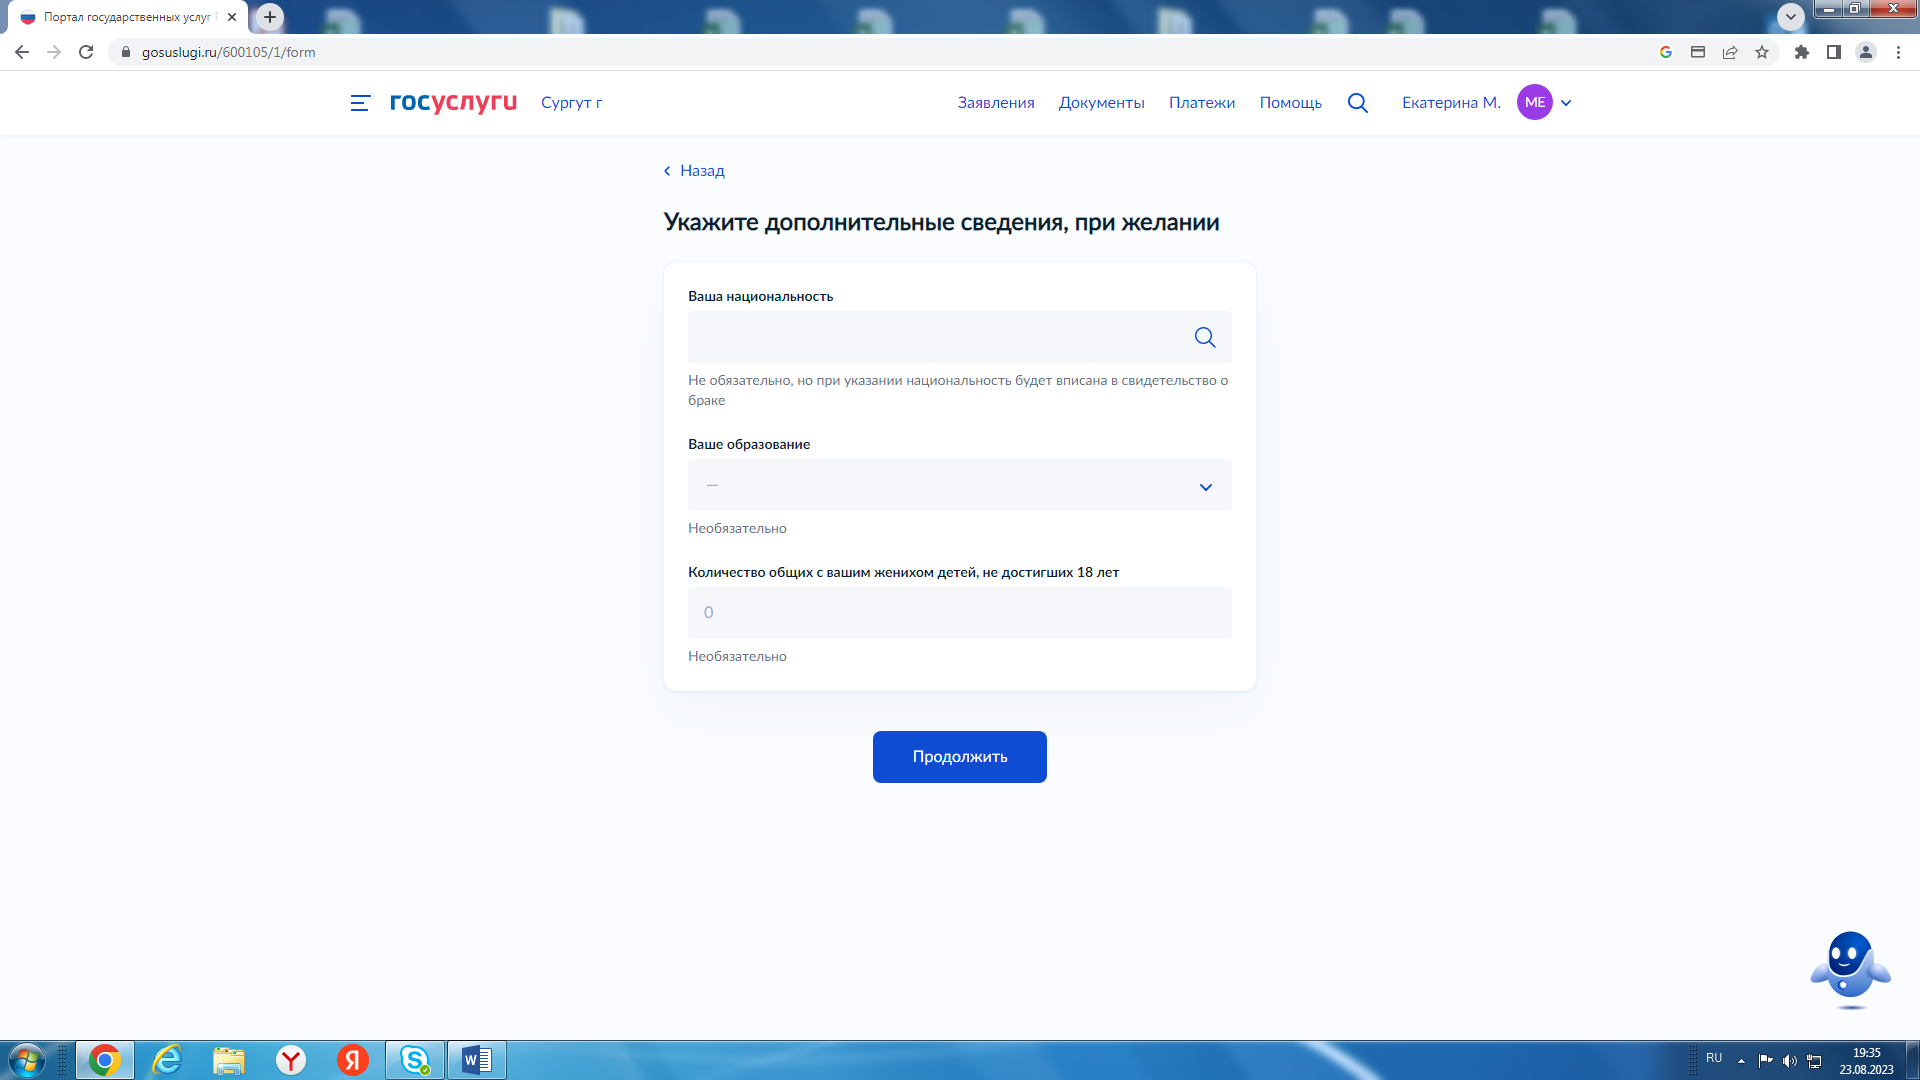 Портал государственных услуг
gosuslugi.ru/600105/1/form
госуслуги
Сургут г
Заявления
Документы
Платежи
Помощь
Екатерина М.
МЕ
Назад
Укажите дополнительные сведения, при желании
Ваша национальность
Не обязательно, но при указании национальность будет вписана в свидетельство о
браке
Ваше образование
—
Необязательно
Количество общих с вашим женихом детей, не достигших 18 лет
0
Необязательно
Продолжить
RU
19:35
23.08.2023